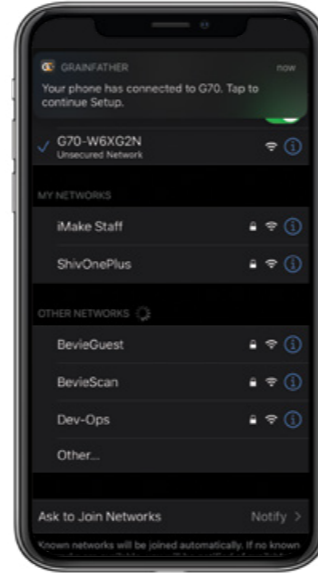 GRAINFATHER now
Your phone has connected to G70. Tap to
continue Setup.
G70-W6XG2N
Unsecured Network
MY NETWORKS
iMake Staff
ShivOnePlus
OTHER NETWORKS
BevieGuest
BevieScan
Dev-Ops
Other...
Ask to Join Networks Notify
Known networks will be joined automatically. If no known